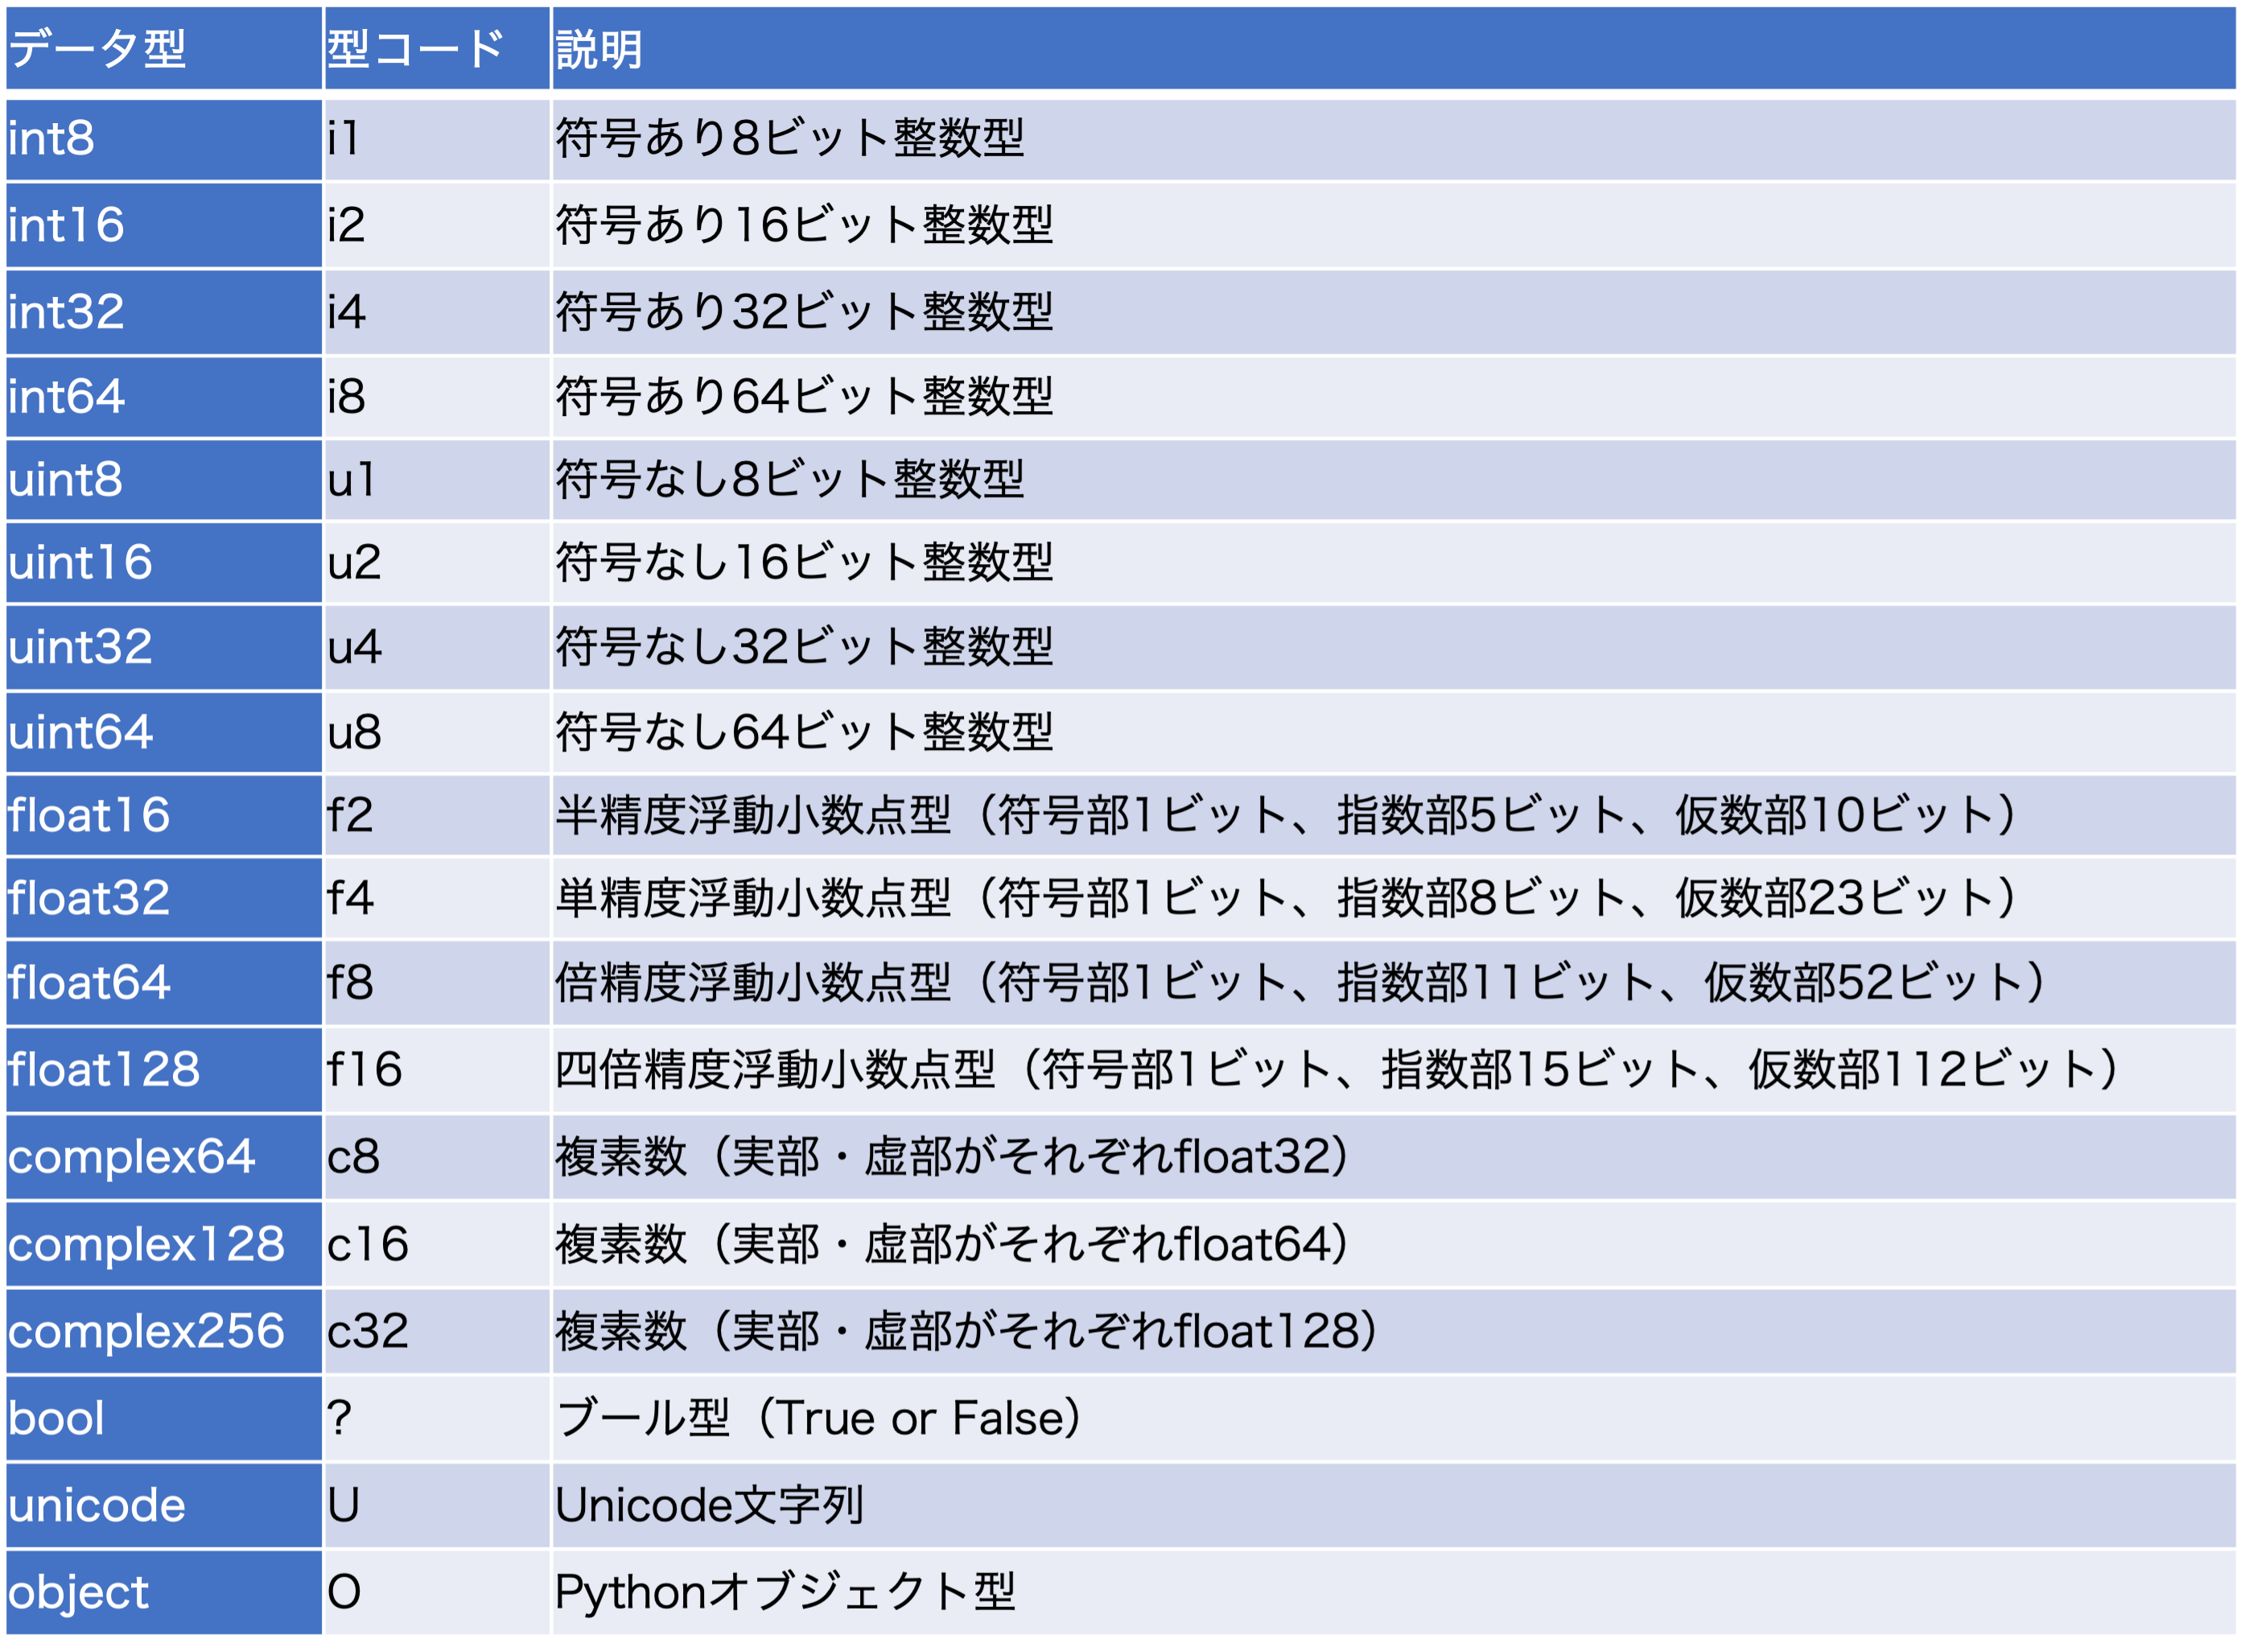 データ型 型コード 説明
int8 i1 符号あり8ビット整数型
int16 i2 符号あり16ビット整数型
int32 i4 符号あり32ビット整数型
int64 i8 符号あり64ビット整数型
uint8 u1 符号なし8ビット整数型
uint16 u2 符号なし16ビット整数型
uint32 u4 符号なし32ビット整数型
uint64 u8 符号なし64ビット整数型
float16 f2 半精度浮動小数点型（符号部1ビット、指数部5ビット、仮数部10ビット）
float32 f4 単精度浮動小数点型（符号部1ビット、指数部8ビット、仮数部23ビット）
float64 f8 倍精度浮動小数点型（符号部1ビット、指数部11ビット、仮数部52ビット）
float128 f16 四倍精度浮動小数点型（符号部1ビット、指数部15ビット、仮数部112ビット）
complex64 c8 複素数（実部・虚部がそれぞれfloat32）
complex128 c16 複素数（実部・虚部がそれぞれfloat64）
complex256 c32 複素数（実部・虚部がそれぞれfloat128）
bool ? ブール型（True or False）
unicode U Unicode文字列
object O Pythonオブジェクト型